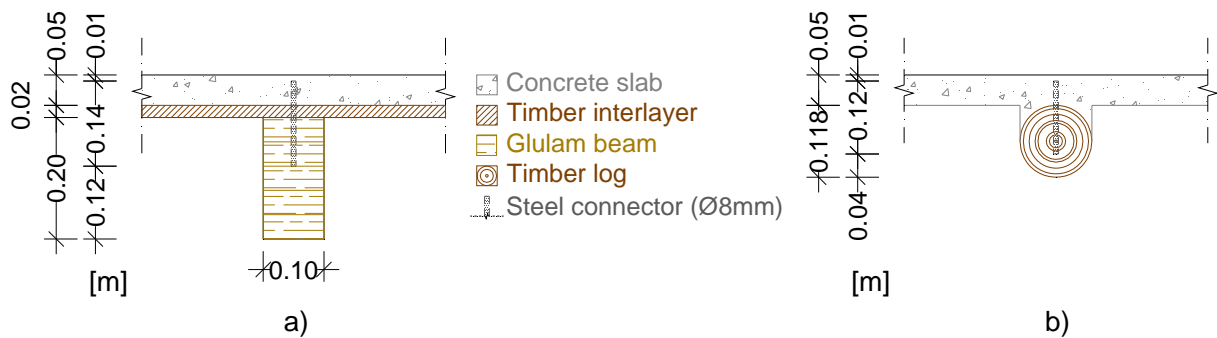 0.05
0.01
0.02
0.14
0.20
0.12
0.10
[m]
a)
Concrete slab
Timber interlayer
Glulam beam
Timber log
Steel connector (Ø8mm)
0.05
0.01
0.12
0.118
0.04
[m]
b)